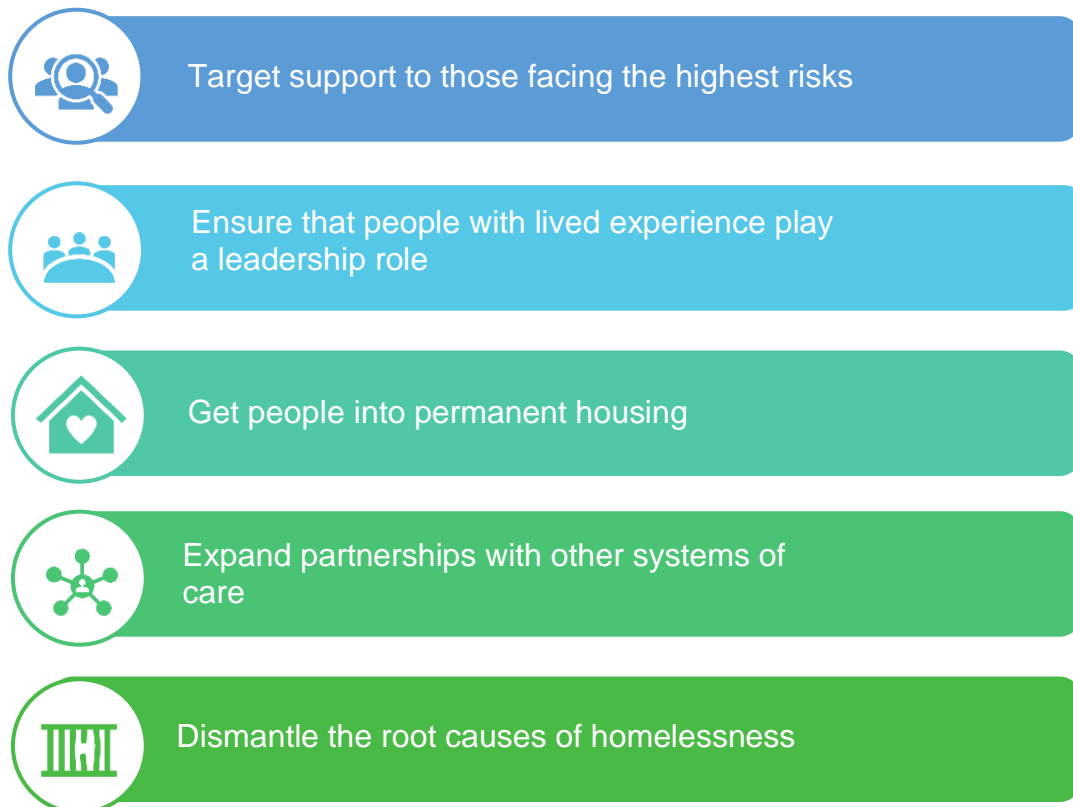 Target support to those facing the highest risks
Ensure that people with lived experience play
a leadership role
Get people into permanent housing
Expand partnerships with other systems of
care
Dismantle the root causes of homelessness